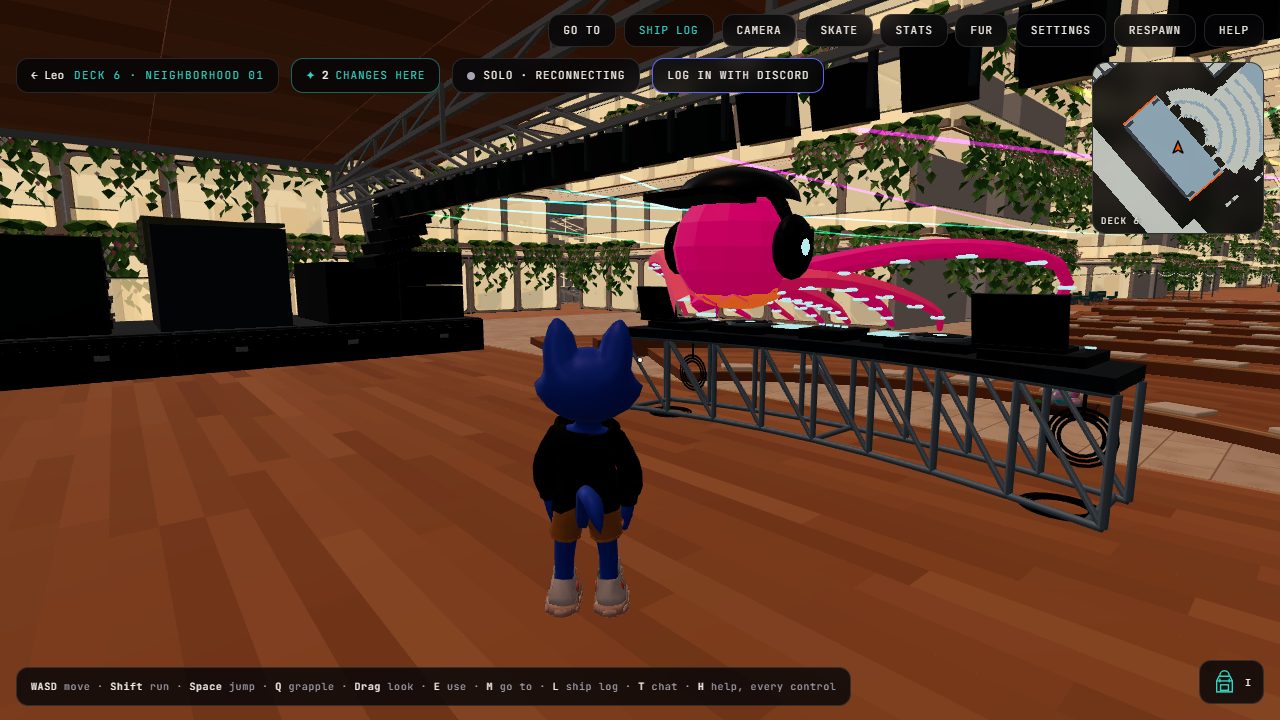 GO TO
SHIP LOG
CAMERA
SKATE
STATS
FUR
SETTINGS
RESPAWN
HELP
← Leo DECK 6 · NEIGHBORHOOD 01
✦ 2 CHANGES HERE
SOLO · RECONNECTING
LOG IN WITH DISCORD
DECK 6
WASD move · Shift run · Space jump · Q grapple · Drag look · E use · M go to · L ship log · T chat · H help, every control
I